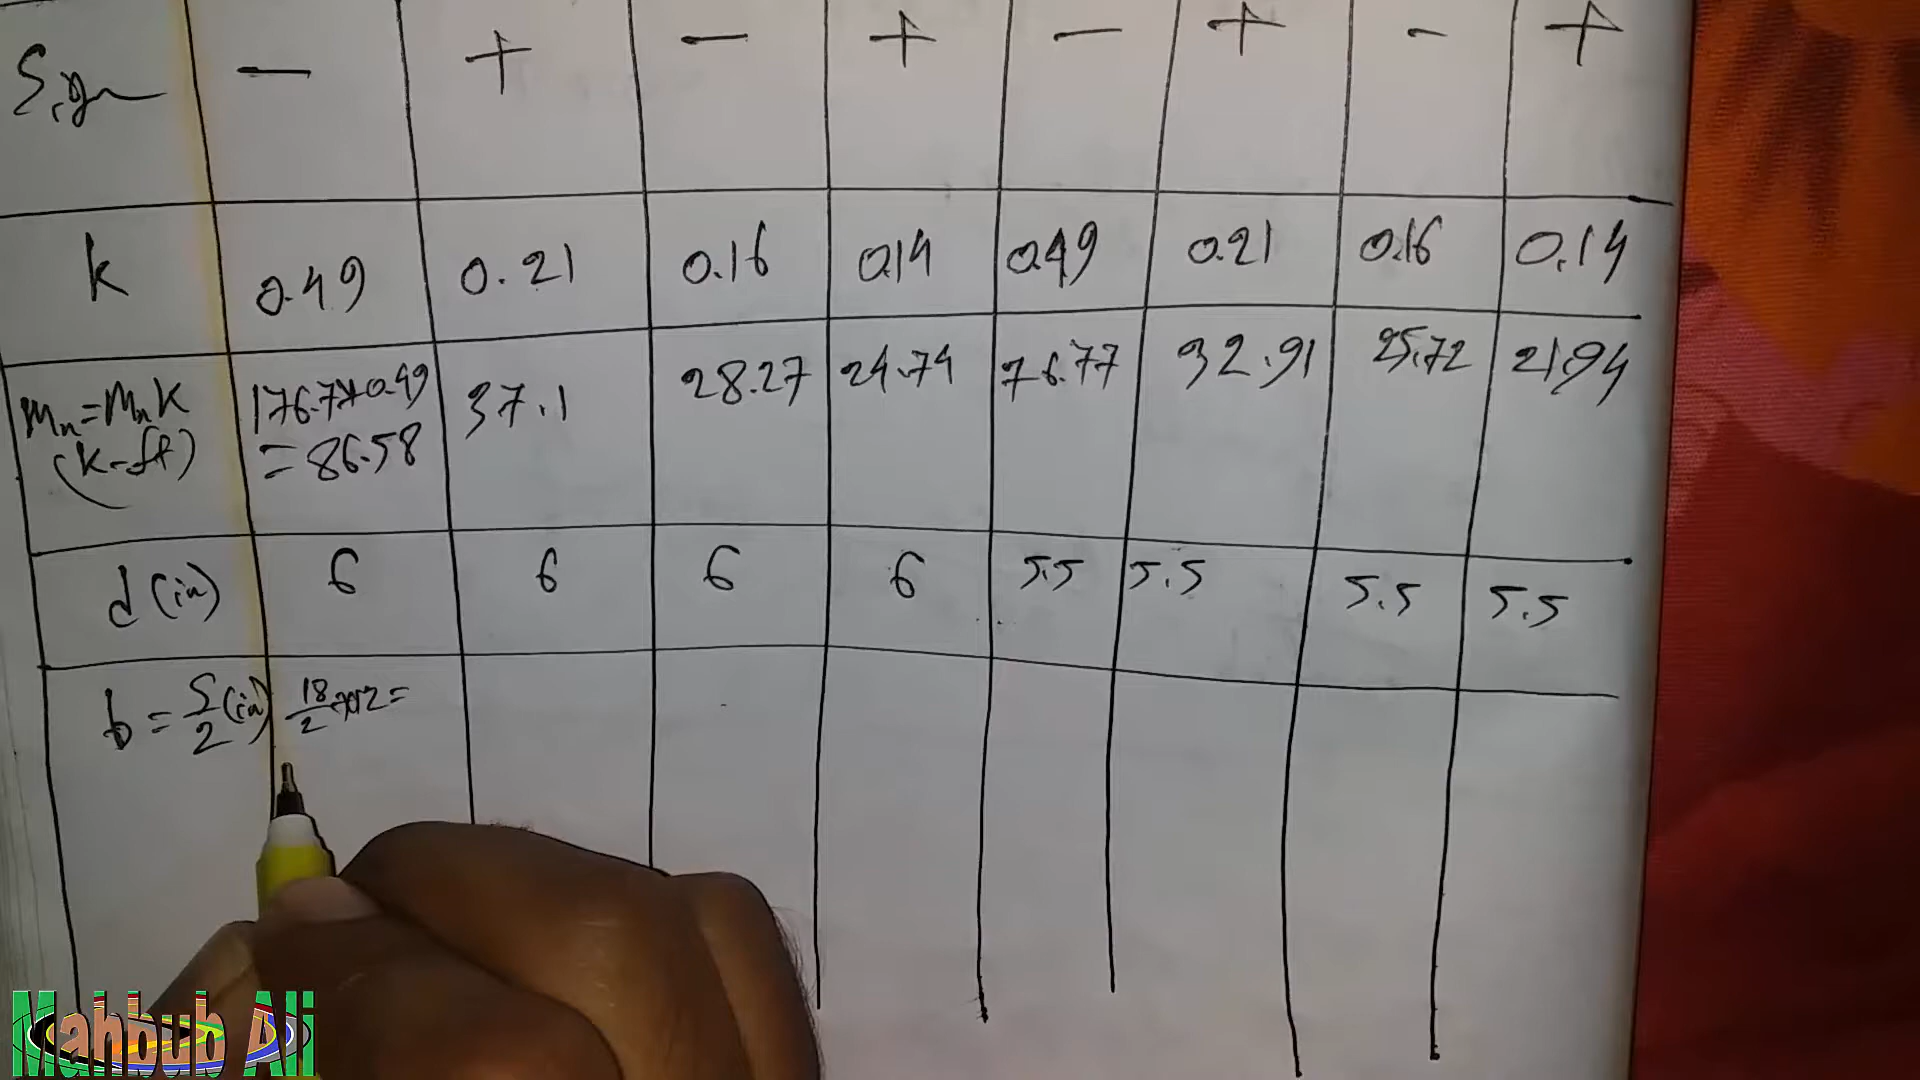 Sign − + − + − + − +
k 0.49 0.21 0.16 0.14 0.49 0.21 0.16 0.14
Mn=Mnk 176.7×0.49 37.1 28.27 24.74 76.77 32.91 25.72 21.94
(k-ft) =86.58
d(in) 6 6 6 6 5.5 5.5 5.5 5.5
b=S/2(in) 18/2×12=
Mahbub Ali